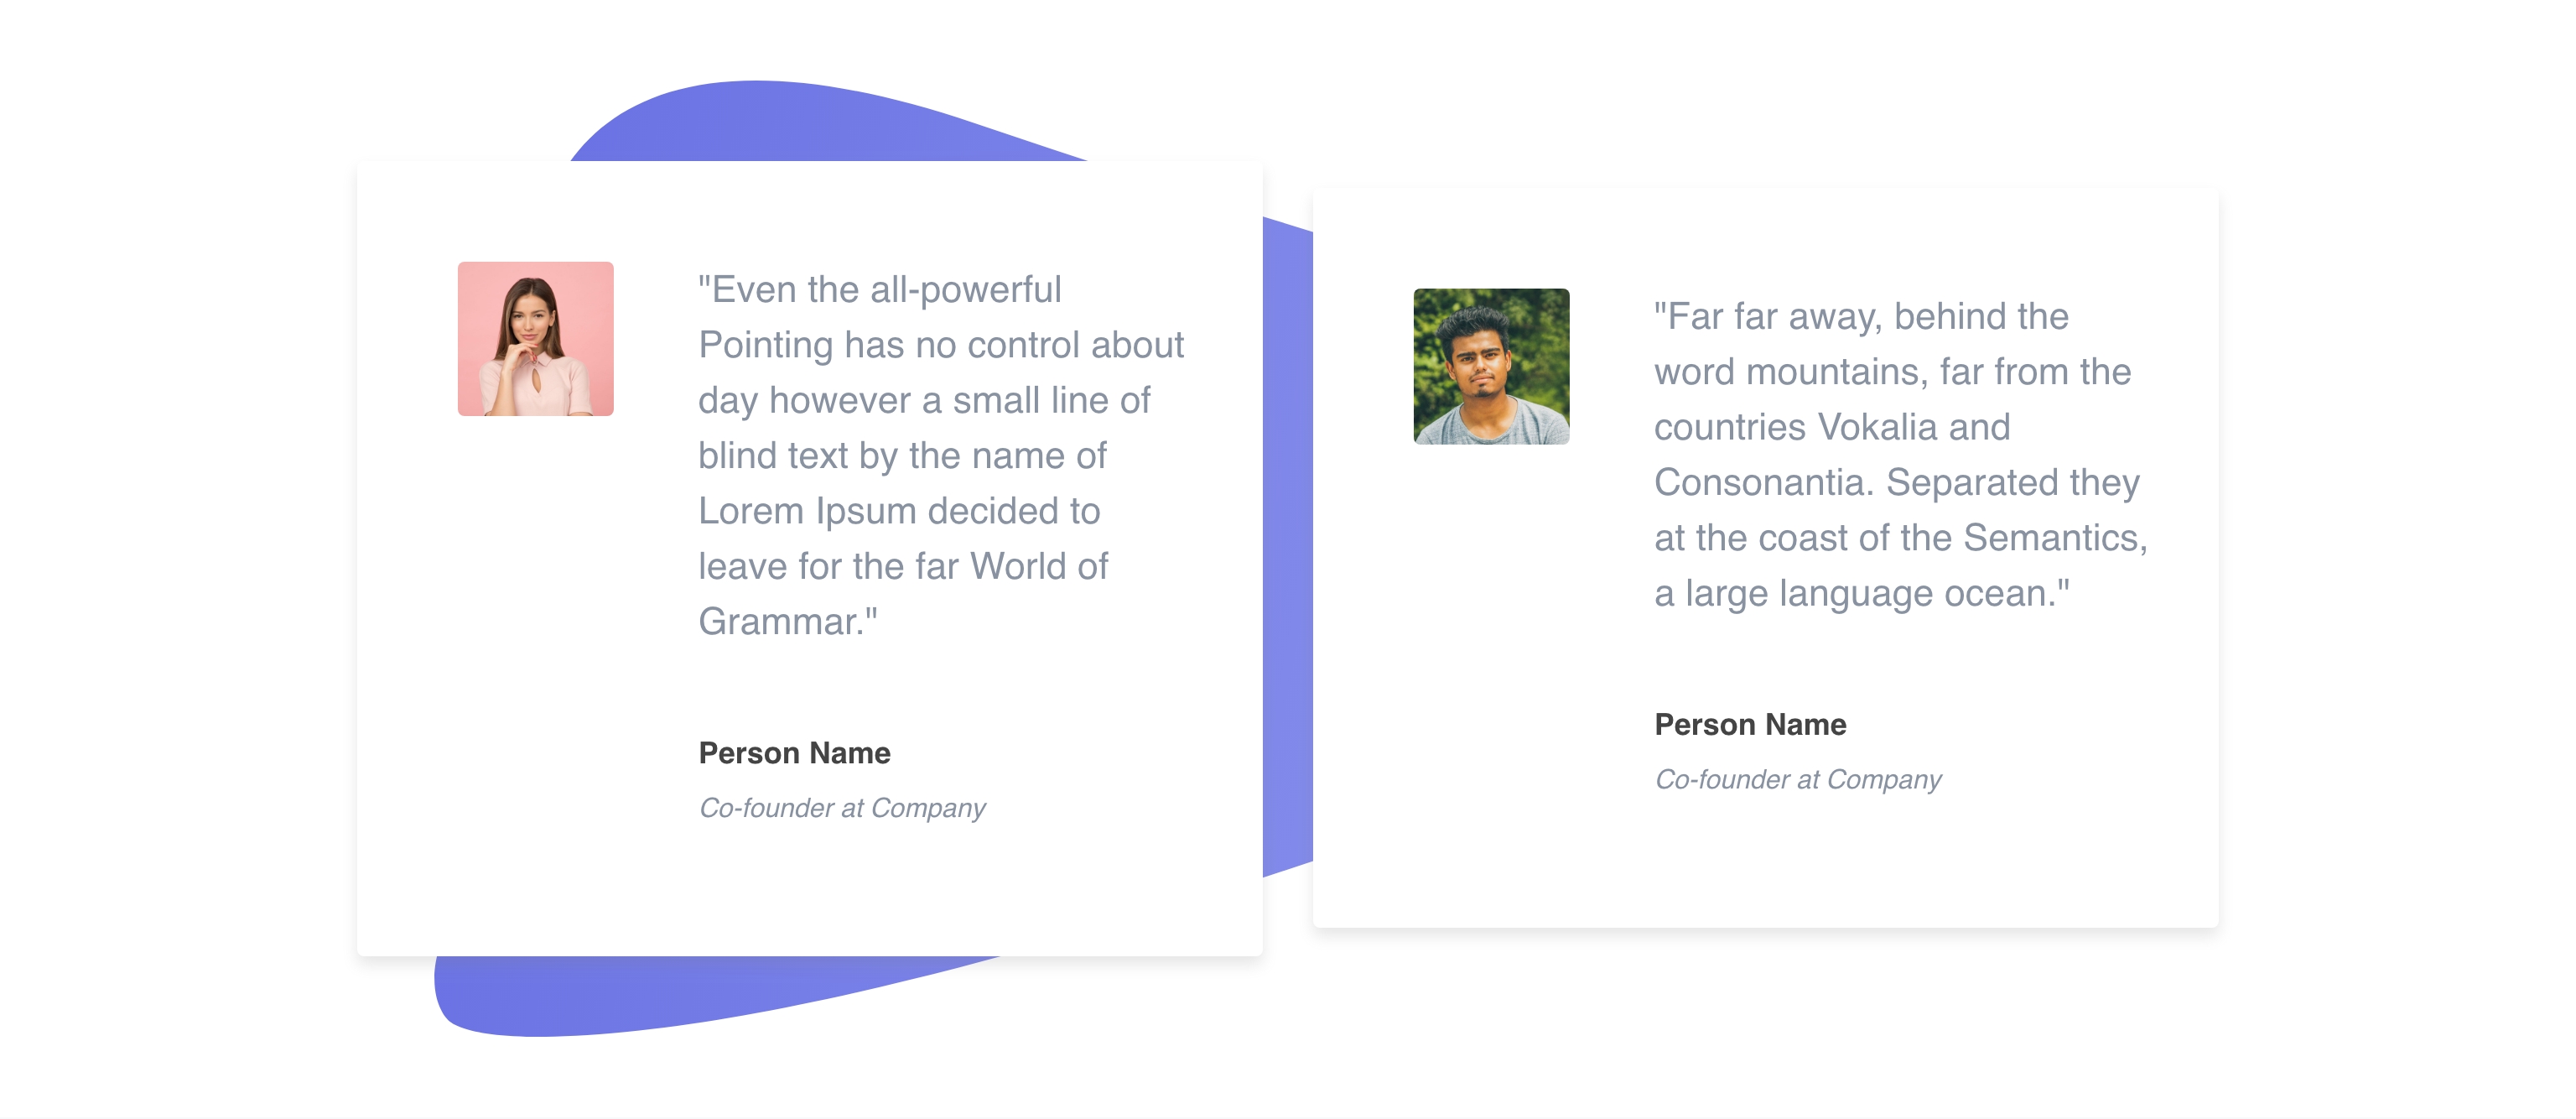 "Even the all-powerful
Pointing has no control about
day however a small line of
blind text by the name of
Lorem Ipsum decided to
leave for the far World of
Grammar."
Person Name
Co-founder at Company
"Far far away, behind the
word mountains, far from the
countries Vokalia and
Consonantia. Separated they
at the coast of the Semantics,
a large language ocean."
Person Name
Co-founder at Company